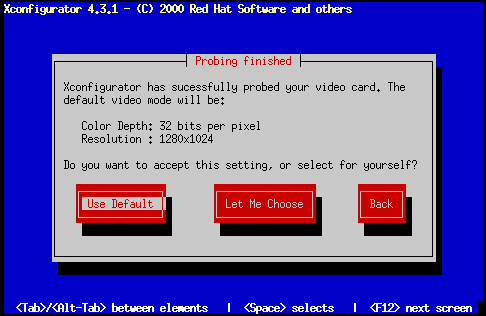 Xconfigurator 4.3.1 - (C) 2000 Red Hat Software and others
Probing finished
Xconfigurator has sucessfully probed your video card. The
default video mode will be:
Color Depth: 32 bits per pixel
Resolution : 1280x1024
Do you want to accept this setting, or select for yourself?
Use Default Let Me Choose Back
<Tab>/<Alt-Tab> between elements | <Space> selects | <F12> next screen